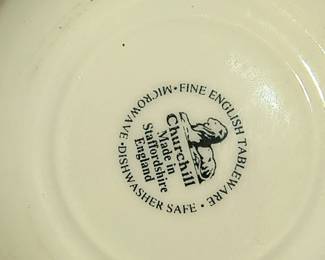 FINE ENGLISH TABLEWARE · DISHWASHER SAFE · MICROWAVE ·
Churchill
Made in
Staffordshire
England